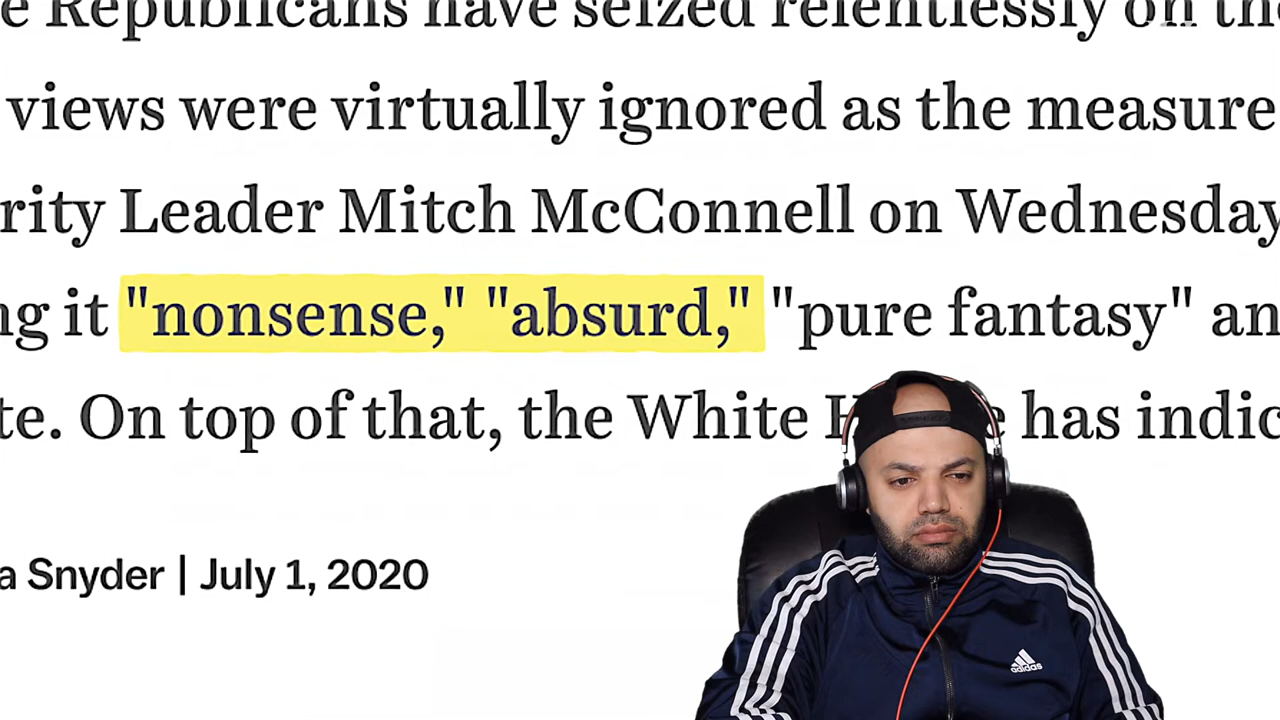 e Republicans have seized relentlessly on the
views were virtually ignored as the measure
rity Leader Mitch McConnell on Wednesday
ng it "nonsense," "absurd," "pure fantasy" an
te. On top of that, the White H e has indic
a Snyder | July 1, 2020
adidas